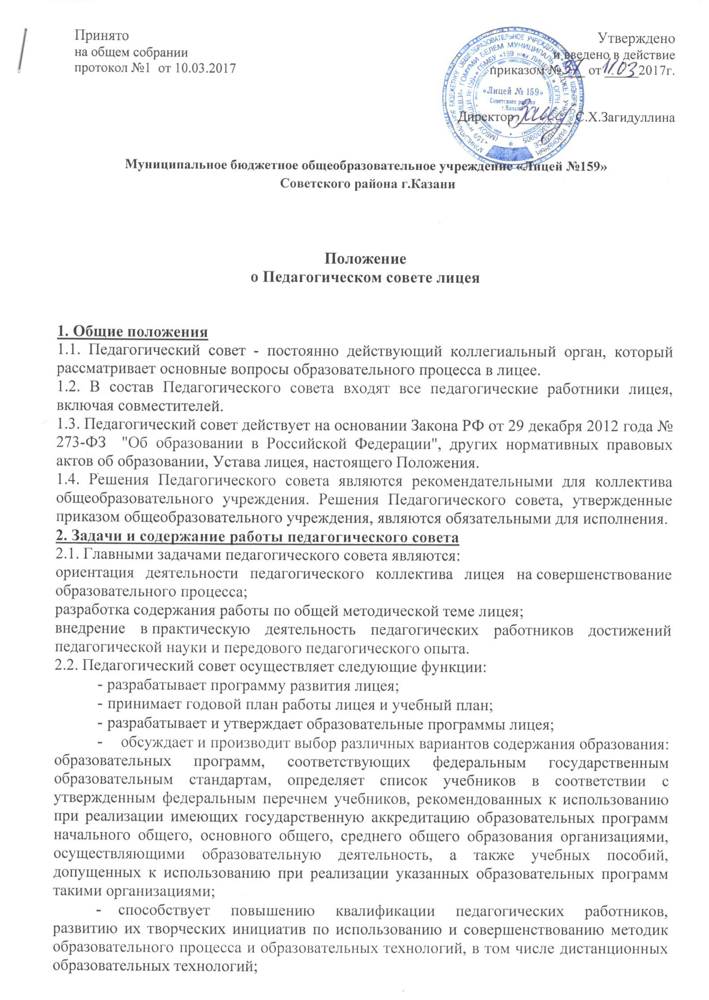 Принято
на общем собрании
протокол №1  от 10.03.2017
Утверждено
и введено в действие
приказом № 37 от 11.03 2017г.
«Лицей № 159»
Советского района
г.Казани
Директор С.Х.Загидуллина
Муниципальное бюджетное общеобразовательное учреждение «Лицей №159»
Советского района г.Казани
Положение
о Педагогическом совете лицея
1. Общие положения
1.1. Педагогический совет - постоянно действующий коллегиальный орган, который
рассматривает основные вопросы образовательного процесса в лицее.
1.2. В состав Педагогического совета входят все педагогические работники лицея,
включая совместителей.
1.3. Педагогический совет действует на основании Закона РФ от 29 декабря 2012 года №
273-ФЗ  "Об образовании в Российской Федерации", других нормативных правовых
актов об образовании, Устава лицея, настоящего Положения.
1.4. Решения Педагогического совета являются рекомендательными для коллектива
общеобразовательного учреждения. Решения Педагогического совета, утвержденные
приказом общеобразовательного учреждения, являются обязательными для исполнения.
2. Задачи и содержание работы педагогического совета
2.1. Главными задачами педагогического совета являются:
ориентация деятельности педагогического коллектива лицея на совершенствование
образовательного процесса;
разработка содержания работы по общей методической теме лицея;
внедрение в практическую деятельность педагогических работников достижений
педагогической науки и передового педагогического опыта.
2.2. Педагогический совет осуществляет следующие функции:
- разрабатывает программу развития лицея;
- принимает годовой план работы лицея и учебный план;
- разрабатывает и утверждает образовательные программы лицея;
- обсуждает и производит выбор различных вариантов содержания образования:
образовательных программ, соответствующих федеральным государственным
образовательным стандартам, определяет список учебников в соответствии с
утвержденным федеральным перечнем учебников, рекомендованных к использованию
при реализации имеющих государственную аккредитацию образовательных программ
начального общего, основного общего, среднего общего образования организациями,
осуществляющими образовательную деятельность, а также учебных пособий,
допущенных к использованию при реализации указанных образовательных программ
такими организациями;
- способствует повышению квалификации педагогических работников,
развитию их творческих инициатив по использованию и совершенствованию методик
образовательного процесса и образовательных технологий, в том числе дистанционных
образовательных технологий;